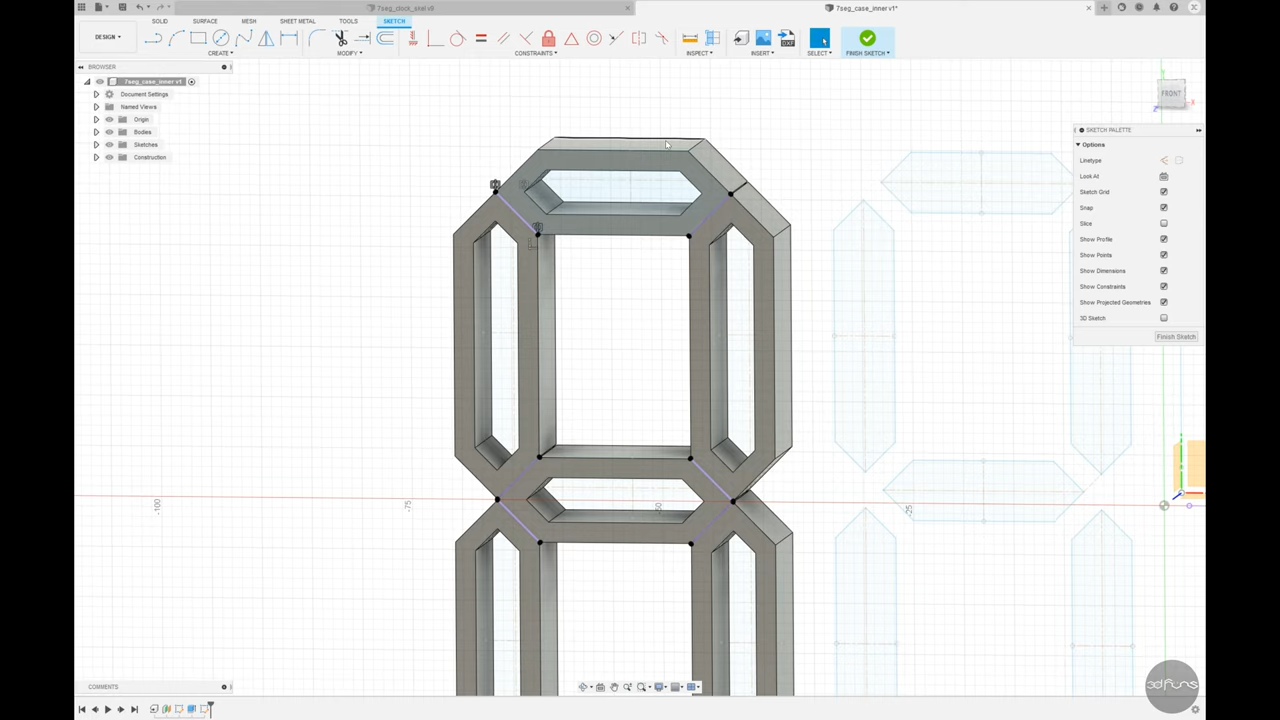 7seg_clock_skel v9
7seg_case_inner v1*
SOLID
SURFACE
MESH
SHEET METAL
TOOLS
SKETCH
DESIGN
CREATE
MODIFY
CONSTRAINTS
INSPECT
INSERT
SELECT
FINISH SKETCH
BROWSER
7seg_case_inner v1
Document Settings
Named Views
Origin
Bodies
Sketches
Construction
FRONT
Z
X
SKETCH PALETTE
Options
Linetype
Look At
Sketch Grid
Snap
Slice
Show Profile
Show Points
Show Dimensions
Show Constraints
Show Projected Geometries
3D Sketch
Finish Sketch
-100
-75
-50
-25
COMMENTS
3dfuns